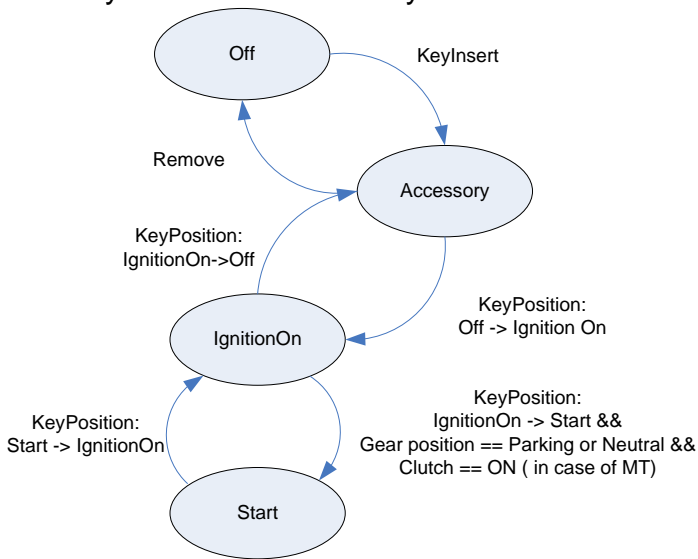 Off
KeyInsert
Remove
Accessory
KeyPosition:
IgnitionOn->Off
KeyPosition:
Off -> Ignition On
IgnitionOn
KeyPosition:
Start -> IgnitionOn
KeyPosition:
IgnitionOn -> Start &&
Gear position == Parking or Neutral &&
Clutch == ON ( in case of MT)
Start